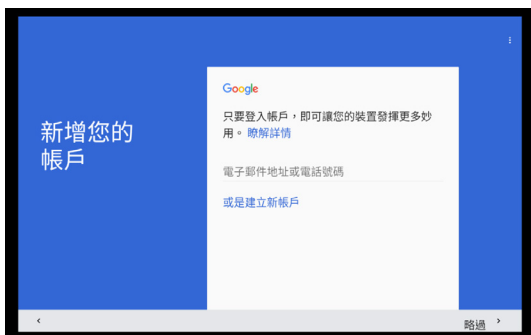 新增您的
帳戶
Google
只要登入帳戶，即可讓您的裝置發揮更多妙
用。瞭解詳情
電子郵件地址或電話號碼
或是建立新帳戶
略過